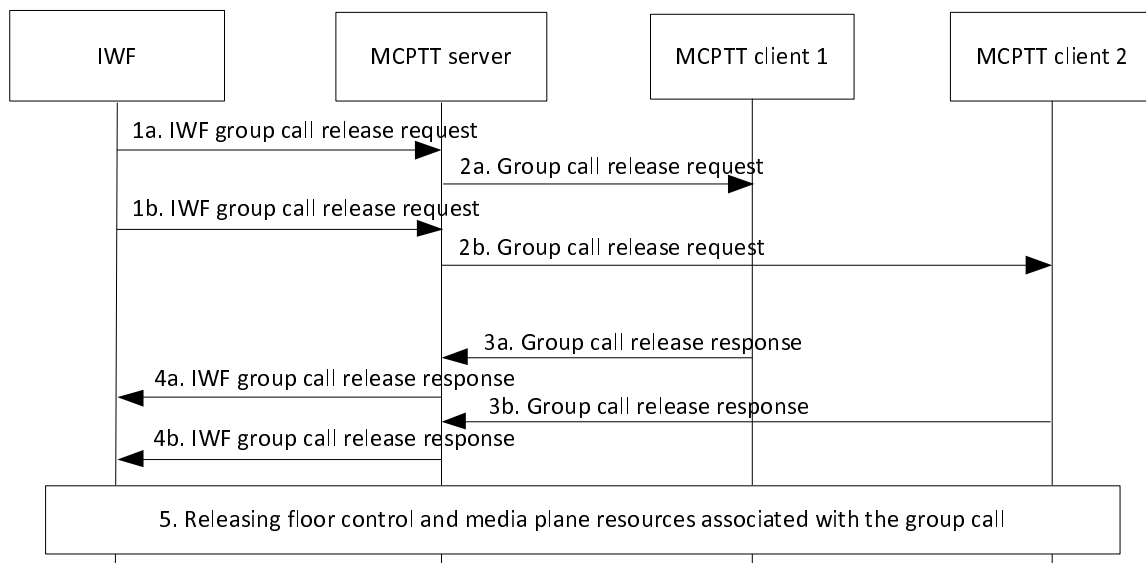 IWF
MCPTT server
MCPTT client 1
MCPTT client 2
1a. IWF group call release request
2a. Group call release request
1b. IWF group call release request
2b. Group call release request
3a. Group call release response
4a. IWF group call release response
3b. Group call release response
4b. IWF group call release response
5. Releasing floor control and media plane resources associated with the group call